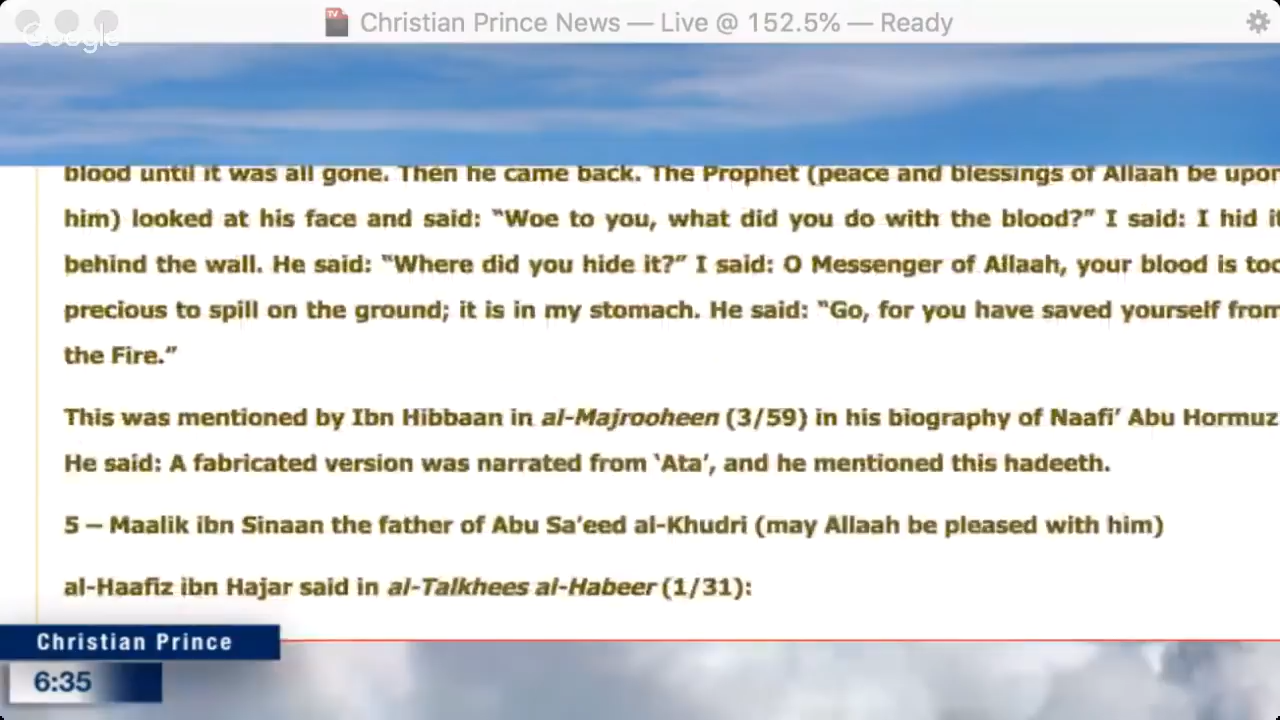 Christian Prince News — Live @ 152.5% — Ready
Google
blood until it was all gone. Then he came back. The Prophet (peace and blessings of Allaah be upon
him) looked at his face and said: “Woe to you, what did you do with the blood?” I said: I hid it
behind the wall. He said: “Where did you hide it?” I said: O Messenger of Allaah, your blood is too
precious to spill on the ground; it is in my stomach. He said: “Go, for you have saved yourself from
the Fire.”
This was mentioned by Ibn Hibbaan in al-Majrooheen (3/59) in his biography of Naafi’ Abu Hormuz
He said: A fabricated version was narrated from ‘Ata’, and he mentioned this hadeeth.
5 – Maalik ibn Sinaan the father of Abu Sa’eed al-Khudri (may Allaah be pleased with him)
al-Haafiz ibn Hajar said in al-Talkhees al-Habeer (1/31):
Christian Prince
6:35